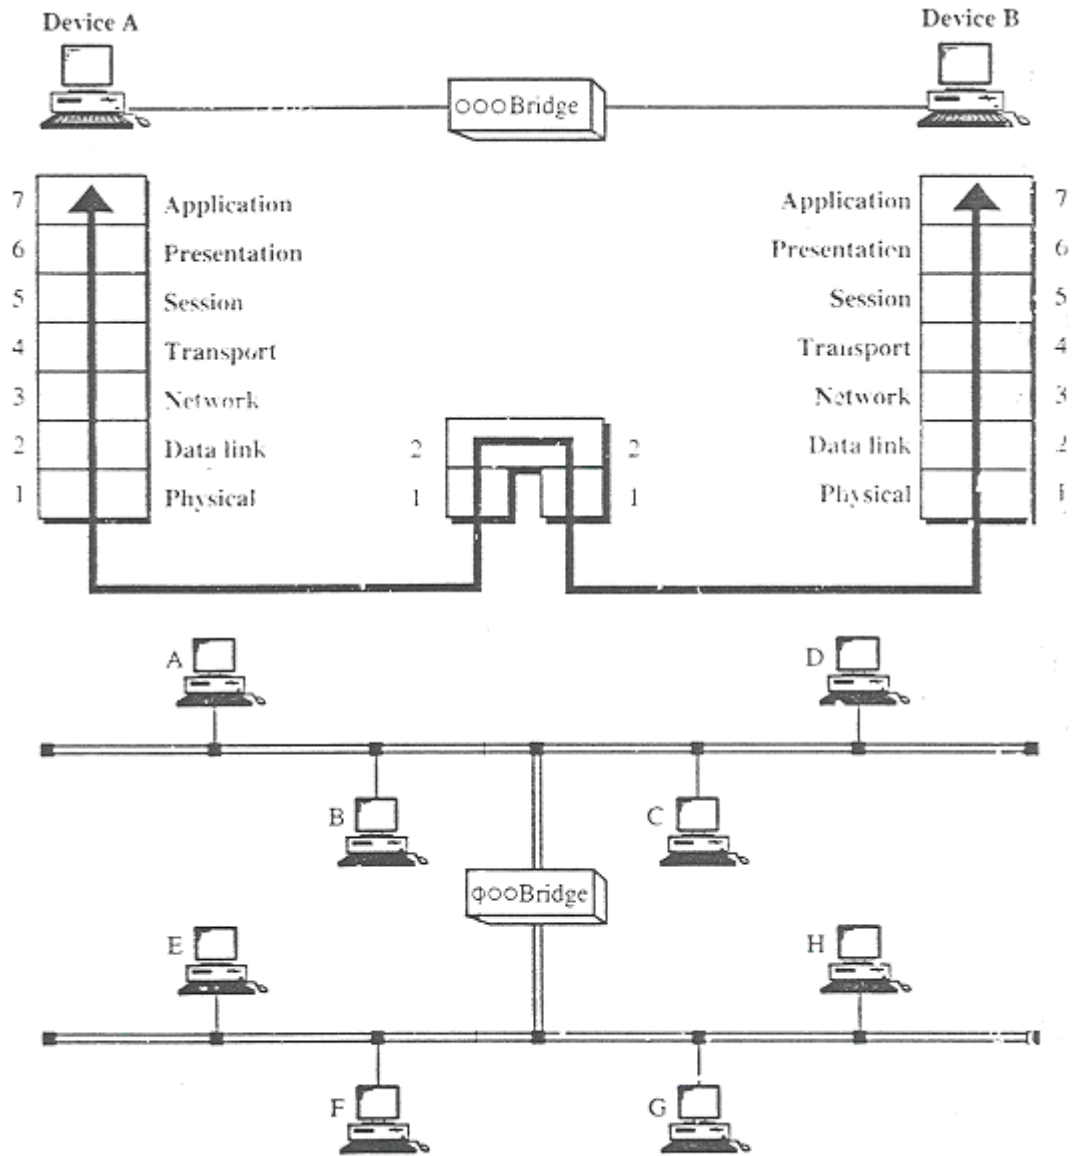 Device A
Device B
○○○Bridge
7 Application
6 Presentation
5 Session
4 Transport
3 Network
2 Data link
1 Physical
2 2
1 1
Application 7
Presentation 6
Session 5
Transport 4
Network 3
Data link 2
Physical 1
A
D
B
C
○○○Bridge
E
H
F
G